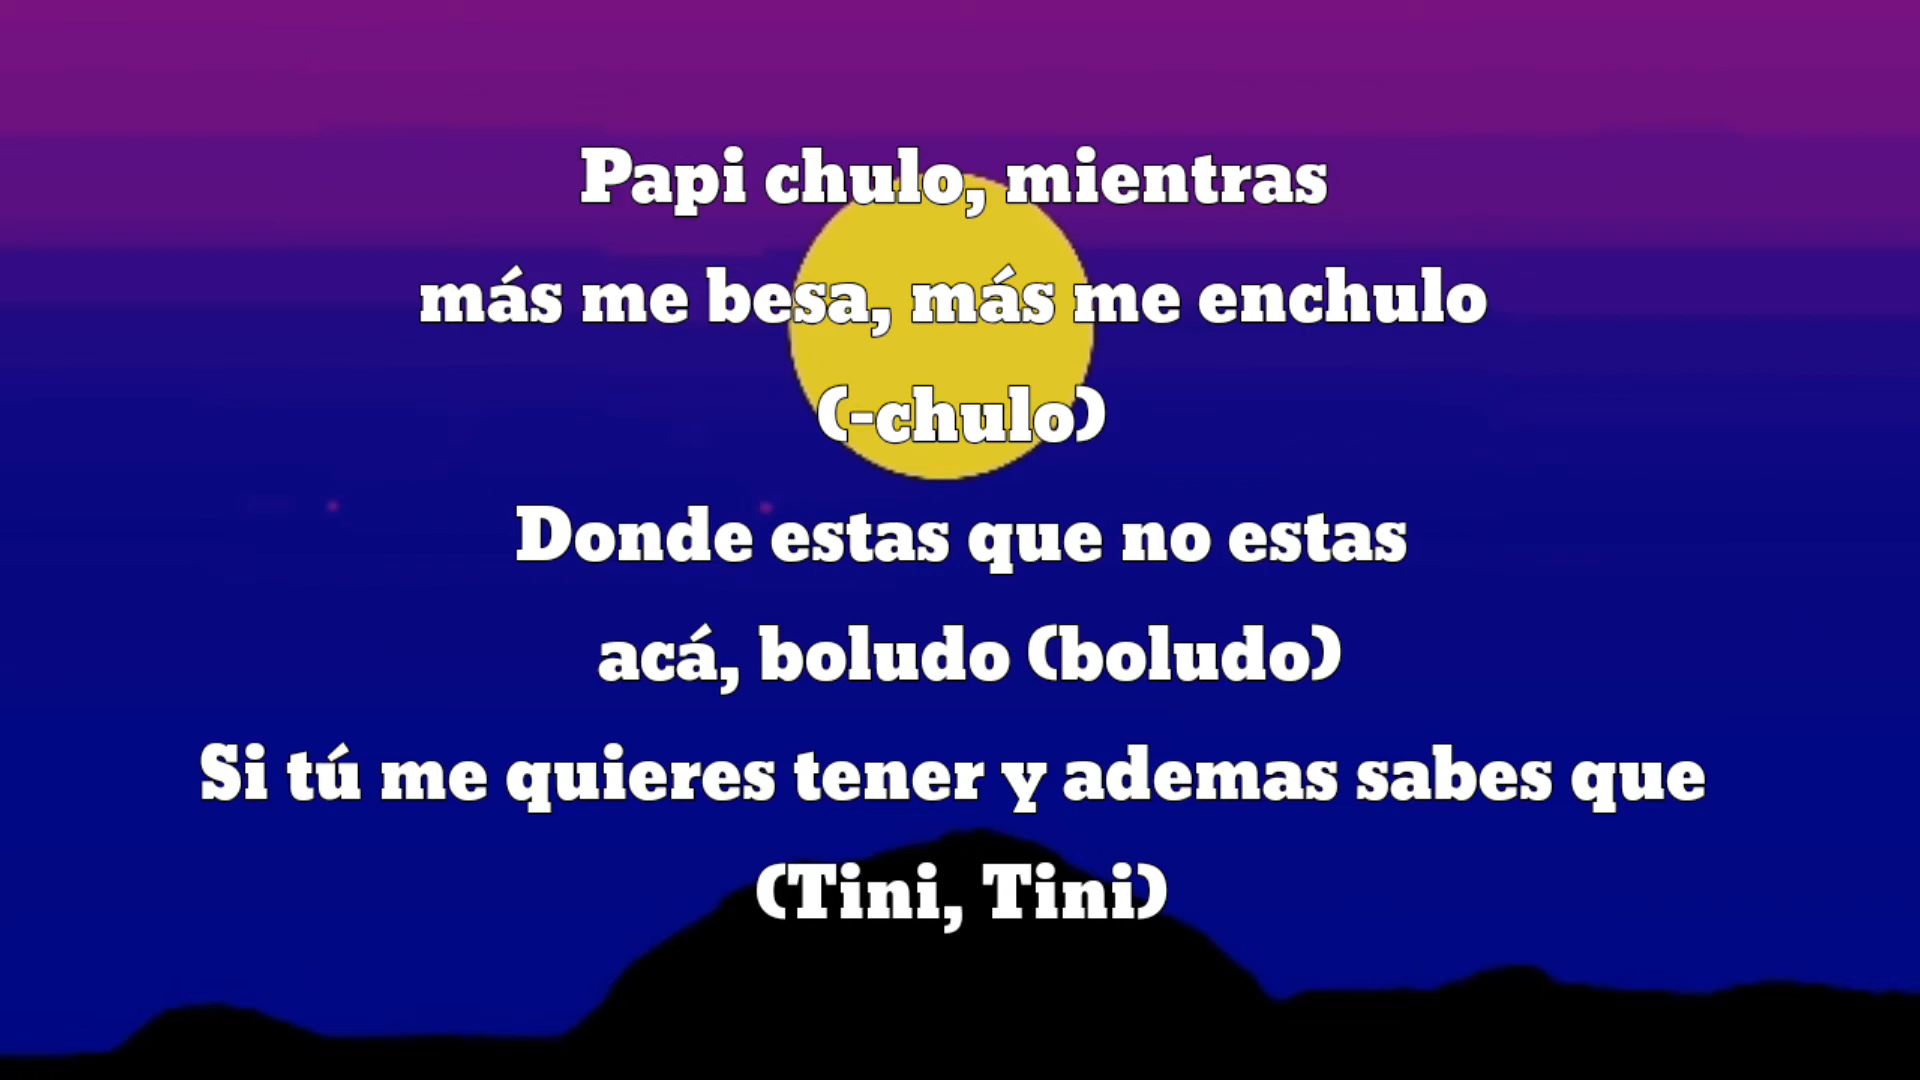 Papi chulo, mientras
más me besa, más me enchulo
(-chulo)
Donde estas que no estas
acá, boludo (boludo)
Si tú me quieres tener y ademas sabes que
(Tini, Tini)